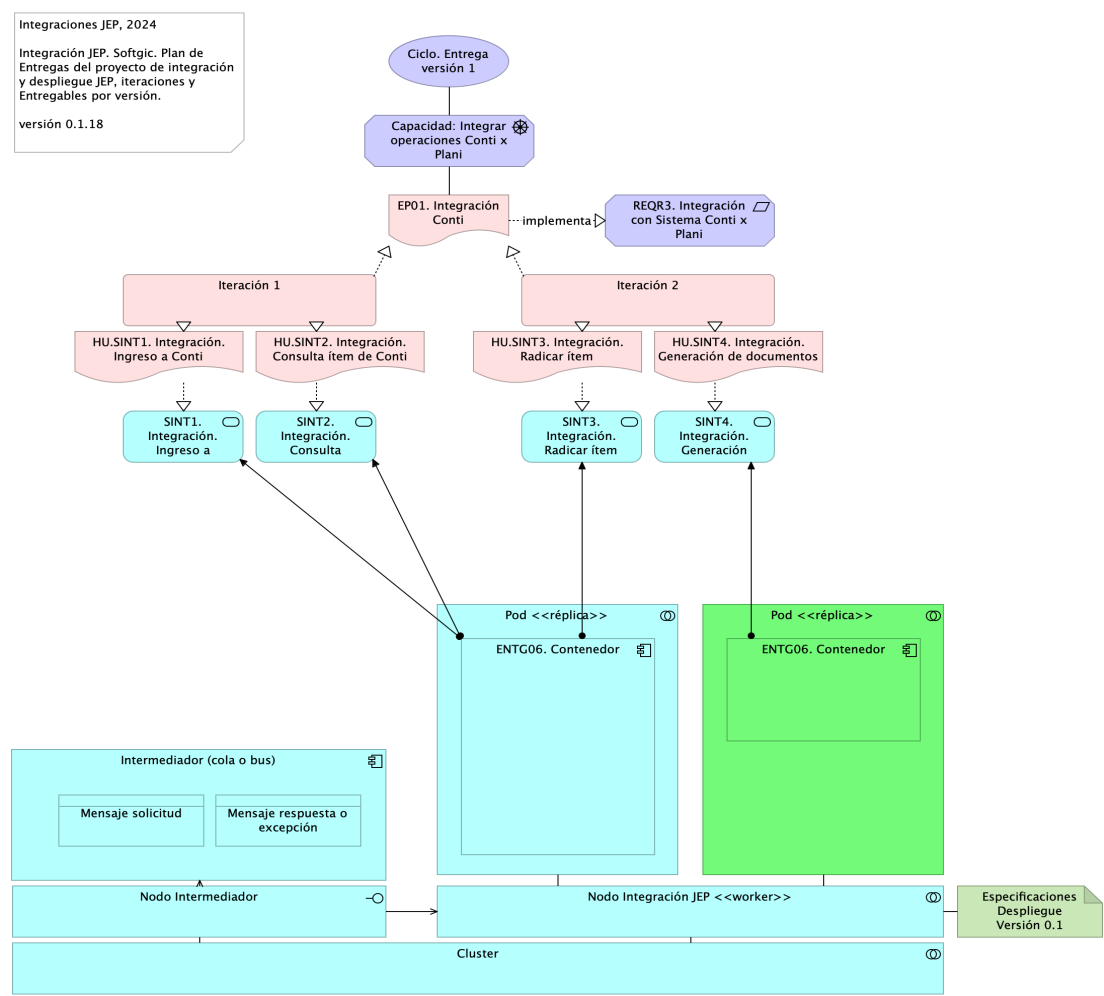 Integraciones JEP, 2024
Integración JEP. Softgic. Plan de
Entregas del proyecto de integración
y despliegue JEP, iteraciones y
Entregables por versión.
versión 0.1.18
Ciclo. Entrega
versión 1
Capacidad: Integrar
operaciones Conti x
Plani
EP01. Integración
Conti
implementa
REQR3. Integración
con Sistema Conti x
Plani
Iteración 1
Iteración 2
HU.SINT1. Integración.
Ingreso a Conti
HU.SINT2. Integración.
Consulta ítem de Conti
HU.SINT3. Integración.
Radicar ítem
HU.SINT4. Integración.
Generación de documentos
SINT1.
Integración.
Ingreso a
SINT2.
Integración.
Consulta
SINT3.
Integración.
Radicar ítem
SINT4.
Integración.
Generación
Pod <<réplica>>
ENTG06. Contenedor
Pod <<réplica>>
ENTG06. Contenedor
Intermediador (cola o bus)
Mensaje solicitud
Mensaje respuesta o
excepción
Nodo Intermediador
Nodo Integración JEP <<worker>>
Especificaciones
Despliegue
Versión 0.1
Cluster